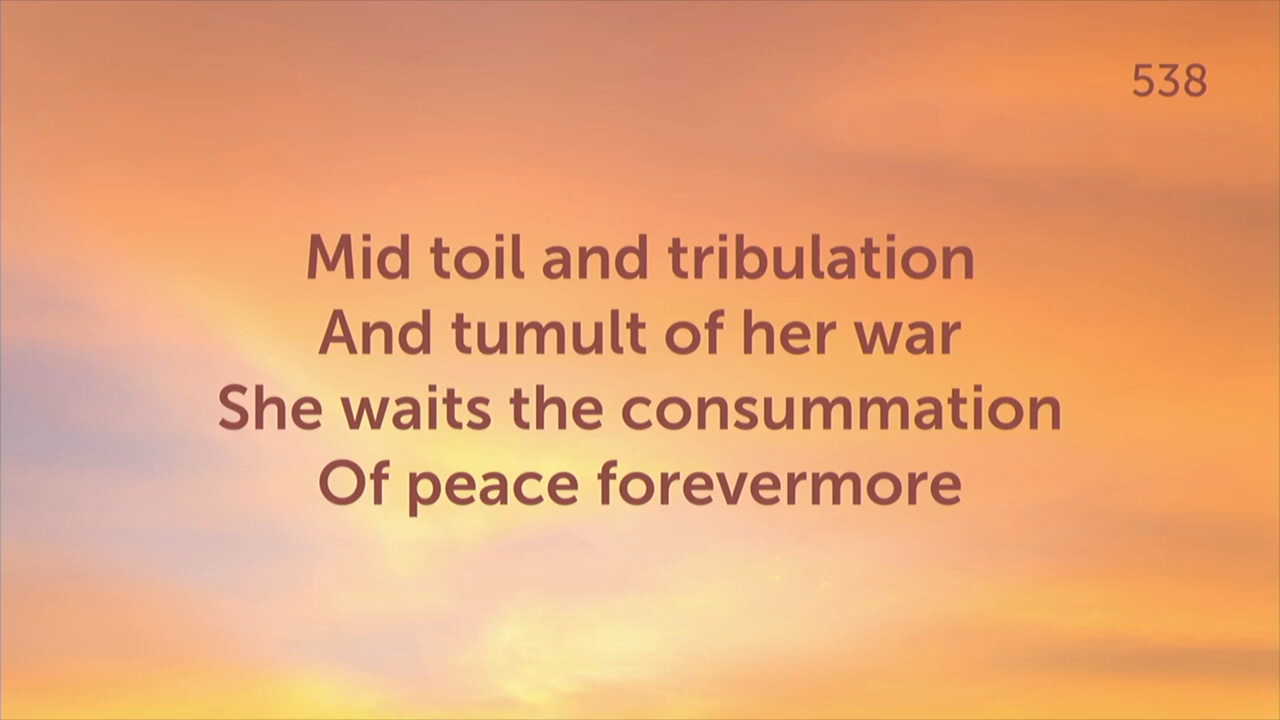 538
Mid toil and tribulation
And tumult of her war
She waits the consummation
Of peace forevermore